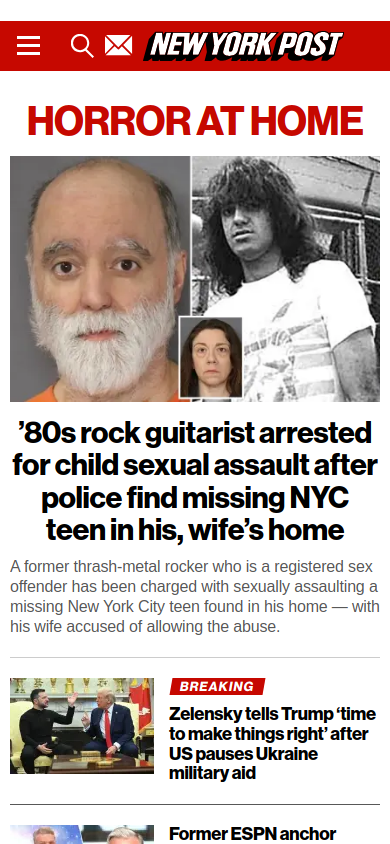 NEW YORK POST
HORROR AT HOME
’80s rock guitarist arrested
for child sexual assault after
police find missing NYC
teen in his, wife’s home
A former thrash-metal rocker who is a registered sex
offender has been charged with sexually assaulting a
missing New York City teen found in his home — with
his wife accused of allowing the abuse.
BREAKING
Zelensky tells Trump ‘time
to make things right’ after
US pauses Ukraine
military aid
Former ESPN anchor